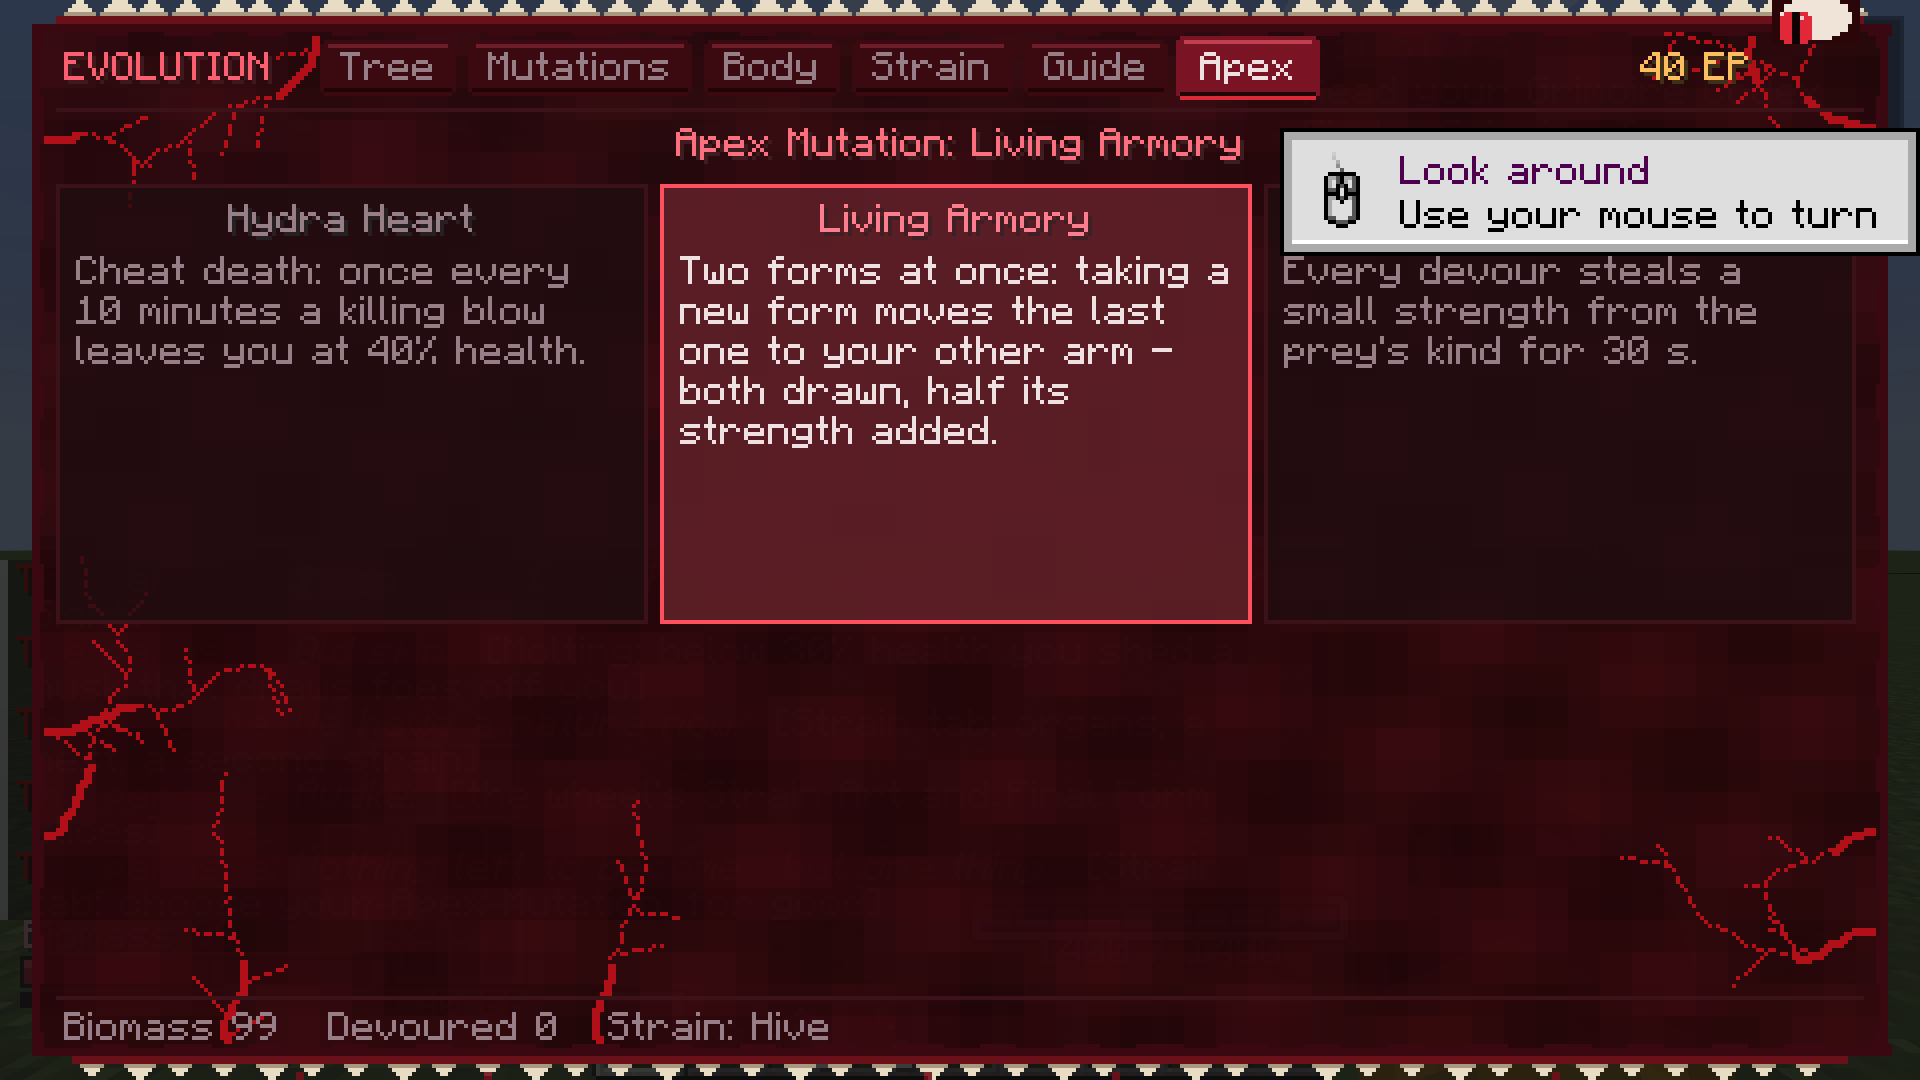 EVOLUTION Tree Mutations Body Strain Guide Apex 40 EP
Apex Mutation: Living Armory
Look around
Use your mouse to turn
Hydra Heart
Cheat death: once every
10 minutes a killing blow
leaves you at 40% health.
Living Armory
Two forms at once: taking a
new form moves the last
one to your other arm —
both drawn, half its
strength added.
Every devour steals a
small strength from the
prey's kind for 30 s.
Biomass 99 Devoured 0 Strain: Hive